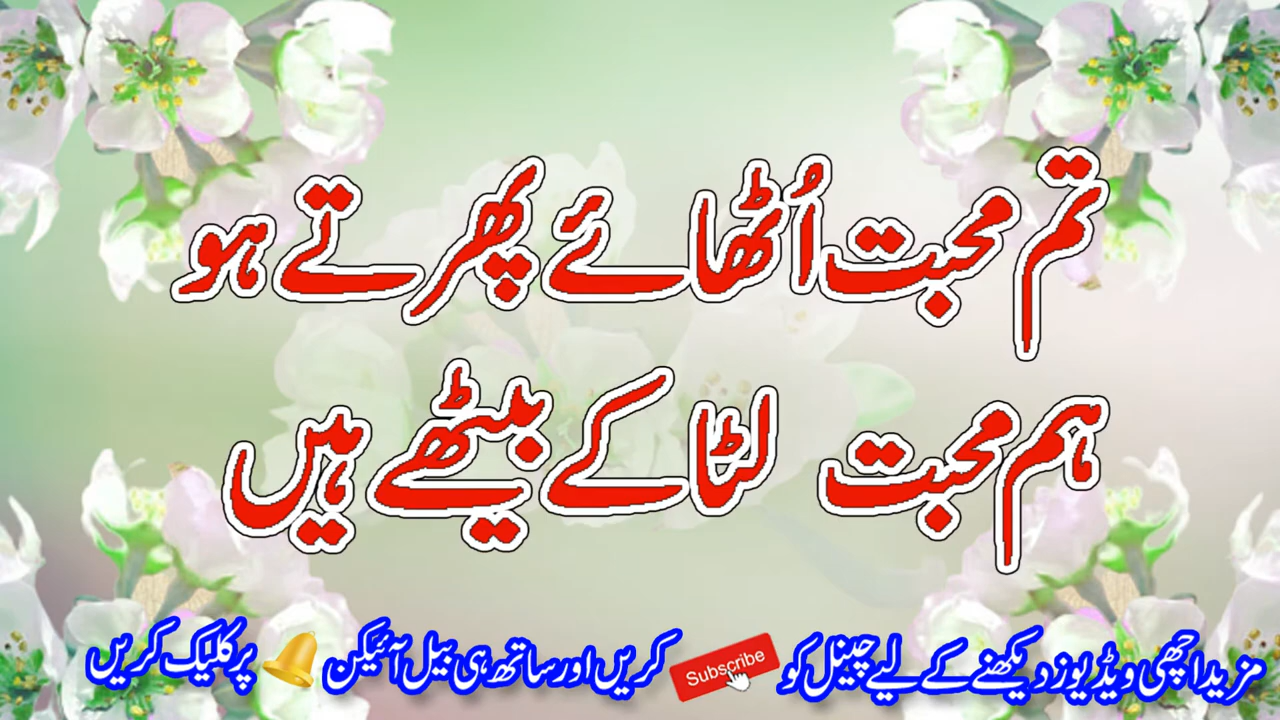 تم محبت اُٹھائے پھرتے ہو
ہم محبت لٹا کے بیٹھے ہیں
مزید اچھی ویڈیوز دیکھنے کے لیے چینل کو Subscribe کریں اور ساتھ ہی بیل آئیکن 🔔 پر کلیک کریں